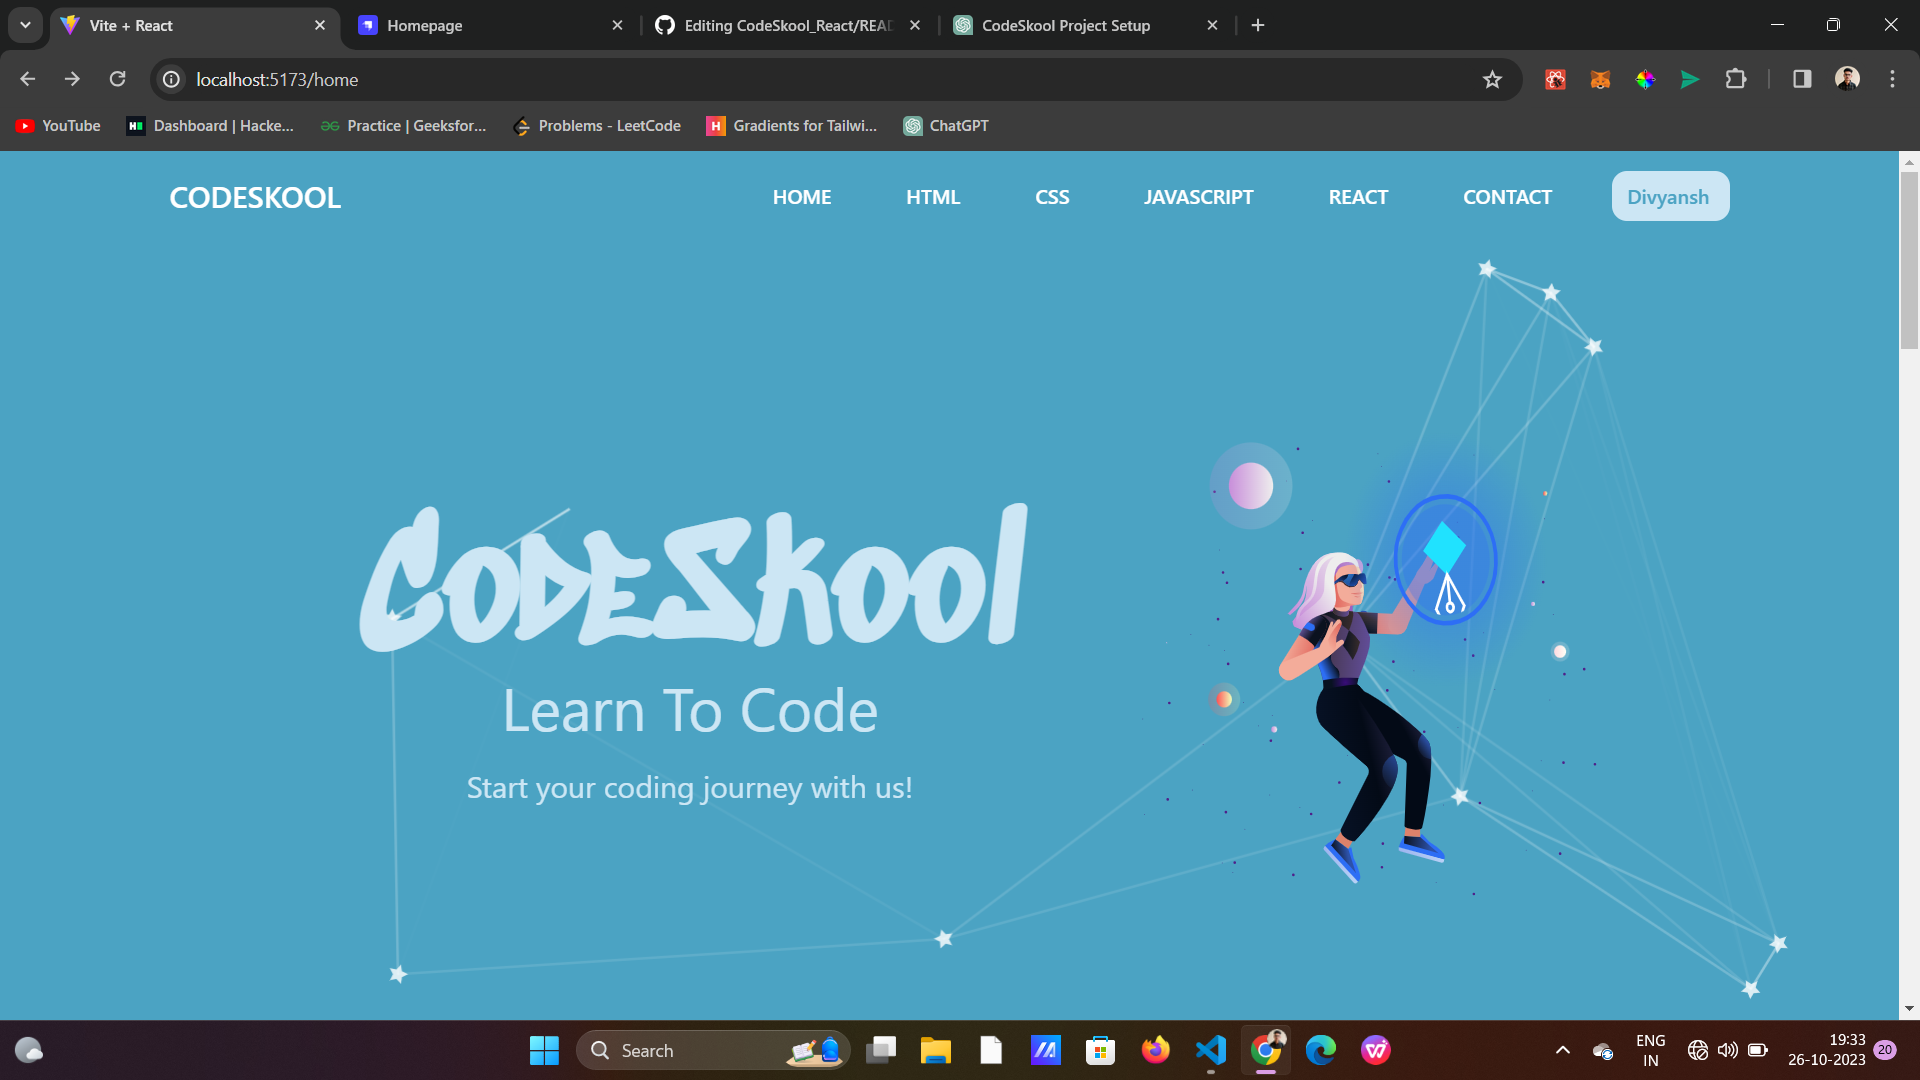 Vite + React
Homepage
Editing CodeSkool_React/REA
CodeSkool Project Setup
localhost:5173/home
YouTube
Dashboard | Hacke...
Practice | Geeksfor...
Problems - LeetCode
Gradients for Tailwi...
ChatGPT
CODESKOOL
HOME
HTML
CSS
JAVASCRIPT
REACT
CONTACT
Divyansh
CodeSkool
Learn To Code
Start your coding journey with us!
Search
ENG
IN
19:33
26-10-2023
20